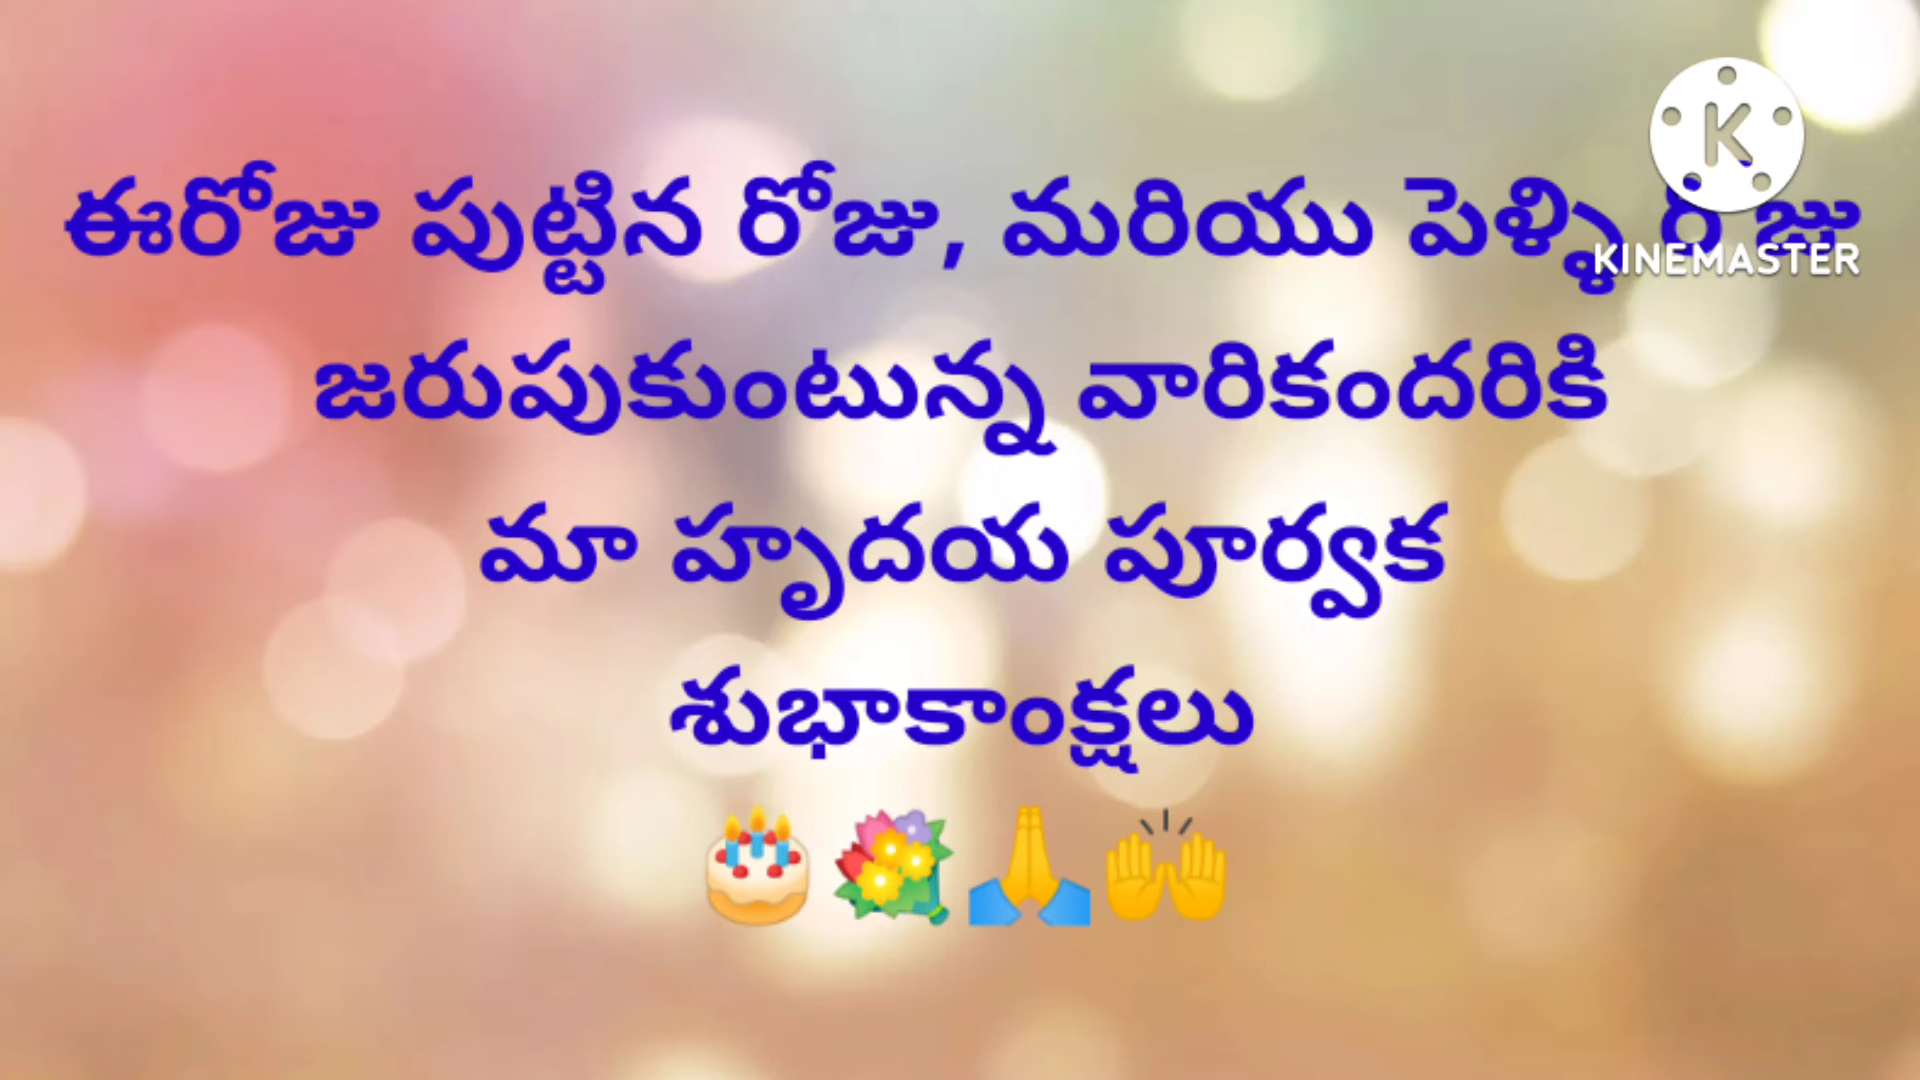 ఈరోజు పుట్టిన రోజు, మరియు పెళ్ళి రోజు
జరుపుకుంటున్న వారికందరికి
మా హృదయ పూర్వక
శుభాకాంక్షలు
🎂💐🙏🙌
K
KINEMASTER